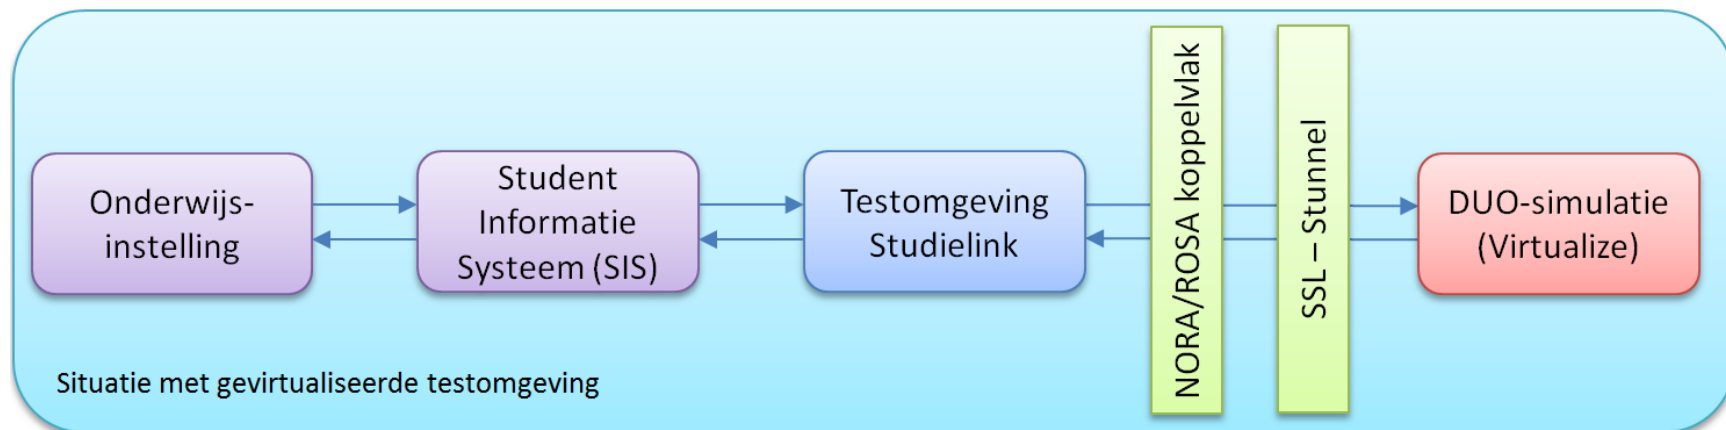 Onderwijs-
instelling
Student
Informatie
Systeem (SIS)
Testomgeving
Studielink
NORA/ROSA koppelvlak
SSL – Stunnel
DUO-simulatie
(Virtualize)
Situatie met gevirtualiseerde testomgeving